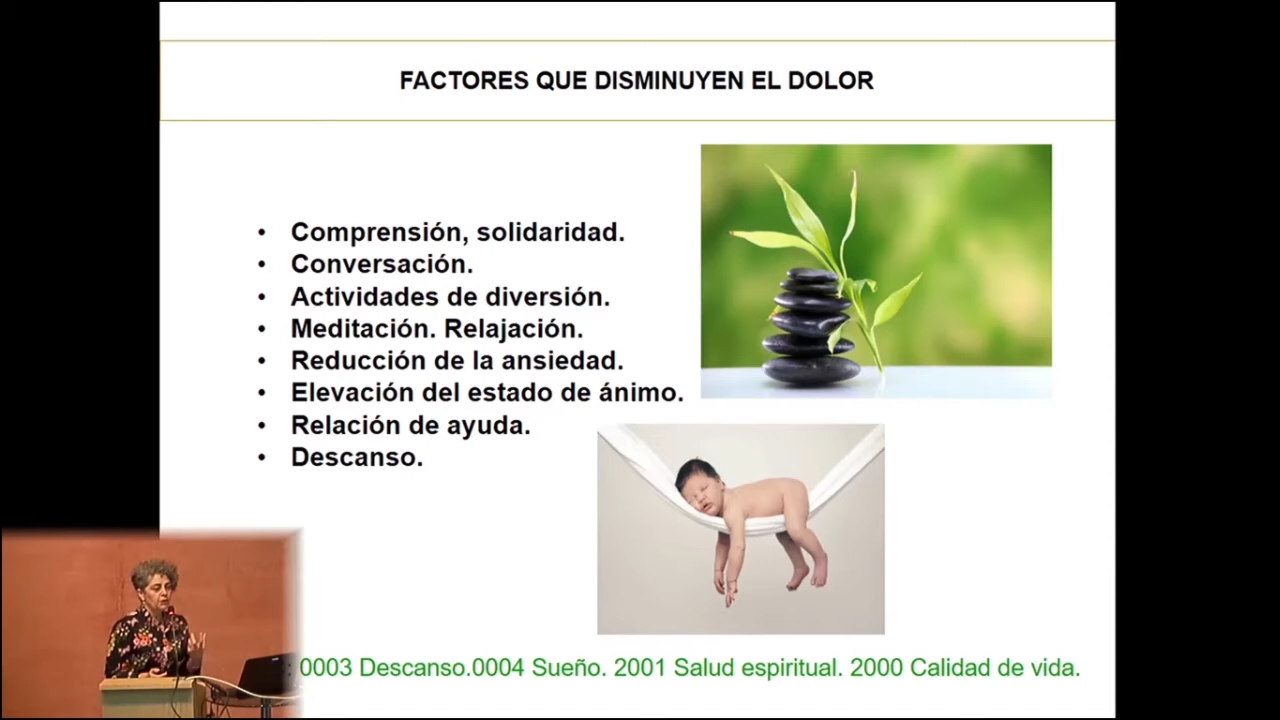 FACTORES QUE DISMINUYEN EL DOLOR
• Comprensión, solidaridad.
• Conversación.
• Actividades de diversión.
• Meditación. Relajación.
• Reducción de la ansiedad.
• Elevación del estado de ánimo.
• Relación de ayuda.
• Descanso.
: 0003 Descanso.0004 Sueño. 2001 Salud espiritual. 2000 Calidad de vida.